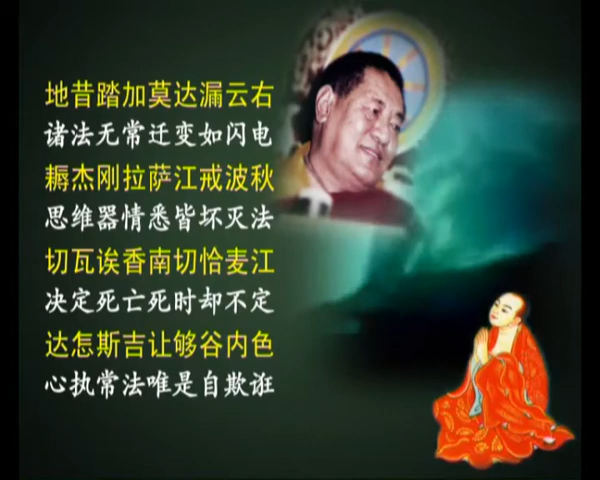 地昔踏加莫达漏云右
诸法无常迁变如闪电
耨杰刚拉萨江戒波秋
思维器情悉皆坏灭法
切瓦诶香南切恰麦江
决定死亡死时却不定
达怎斯吉让够谷内色
心执常法唯是自欺诳